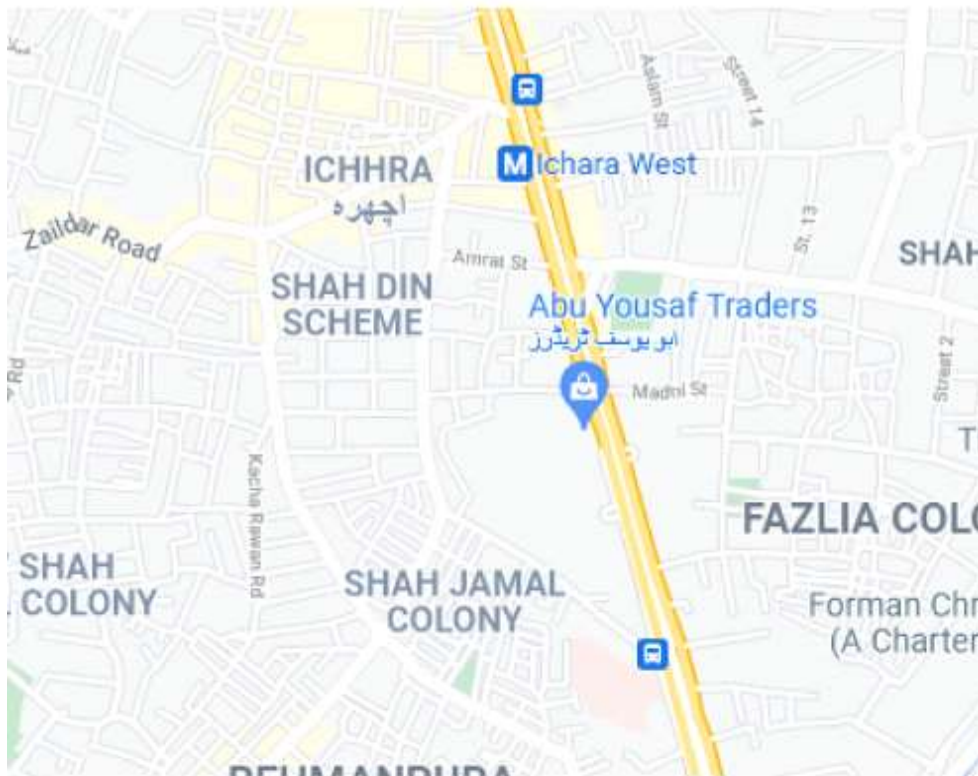 Aslam St
Street 14
M
Ichara West
ICHHRA
اچھرہ
Zaildar Road
St. 13
Amrat St
SHAH
SHAH DIN
SCHEME
Abu Yousaf Traders
ابو یوسف ٹریڈرز
Street 2
Rd
Madni St
T
Kacha Rawan Rd
FAZLIA COL
SHAH
COLONY
SHAH JAMAL
COLONY
Forman Chr
(A Charter
REHMANPURA